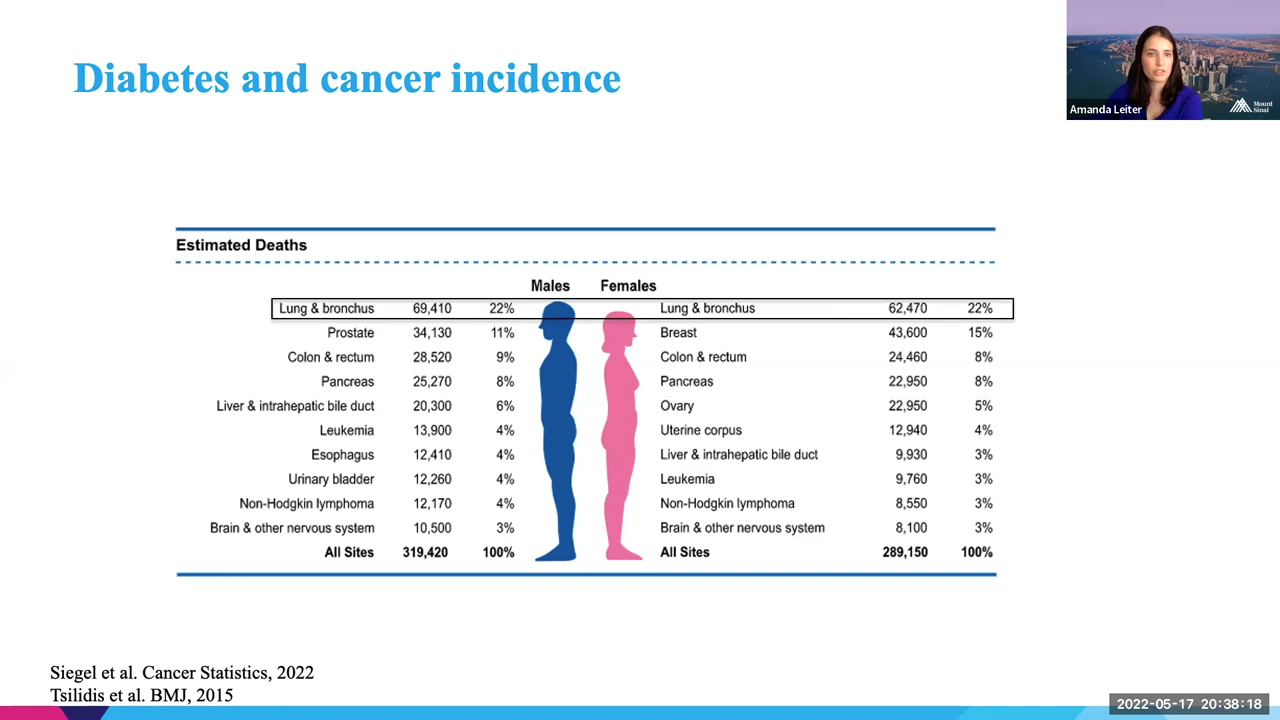 Diabetes and cancer incidence
Amanda Leiter
Mount
Sinai
Estimated Deaths
Males Females
Lung & bronchus 69,410 22% Lung & bronchus 62,470 22%
Prostate 34,130 11% Breast 43,600 15%
Colon & rectum 28,520 9% Colon & rectum 24,460 8%
Pancreas 25,270 8% Pancreas 22,950 8%
Liver & intrahepatic bile duct 20,300 6% Ovary 22,950 5%
Leukemia 13,900 4% Uterine corpus 12,940 4%
Esophagus 12,410 4% Liver & intrahepatic bile duct 9,930 3%
Urinary bladder 12,260 4% Leukemia 9,760 3%
Non-Hodgkin lymphoma 12,170 4% Non-Hodgkin lymphoma 8,550 3%
Brain & other nervous system 10,500 3% Brain & other nervous system 8,100 3%
All Sites 319,420 100% All Sites 289,150 100%
Siegel et al. Cancer Statistics, 2022
Tsilidis et al. BMJ, 2015
2022-05-17 20:38:18